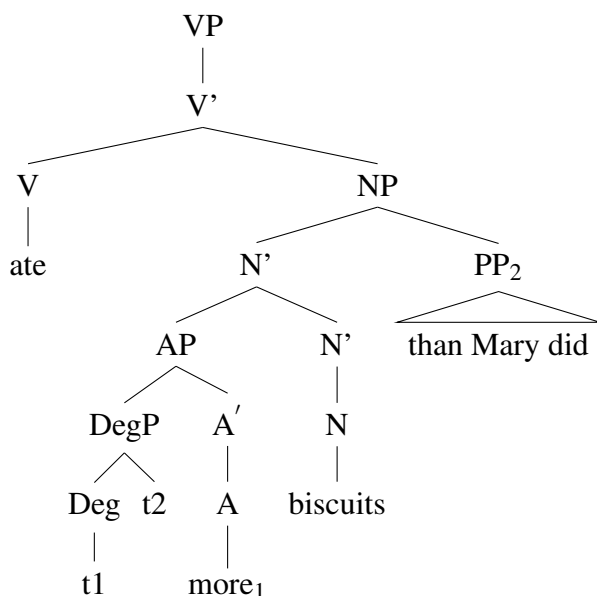 VP
V’
V NP
ate N’ PP₂
AP N’ than Mary did
DegP A′ N
Deg t2 A biscuits
t1 more₁